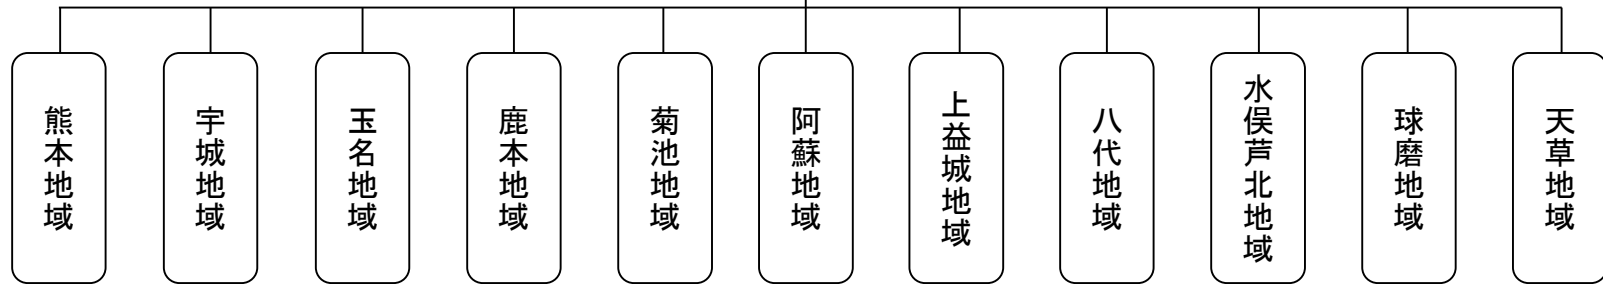 熊本地域
宇城地域
玉名地域
鹿本地域
菊池地域
阿蘇地域
上益城地域
八代地域
水俣芦北地域
球磨地域
天草地域